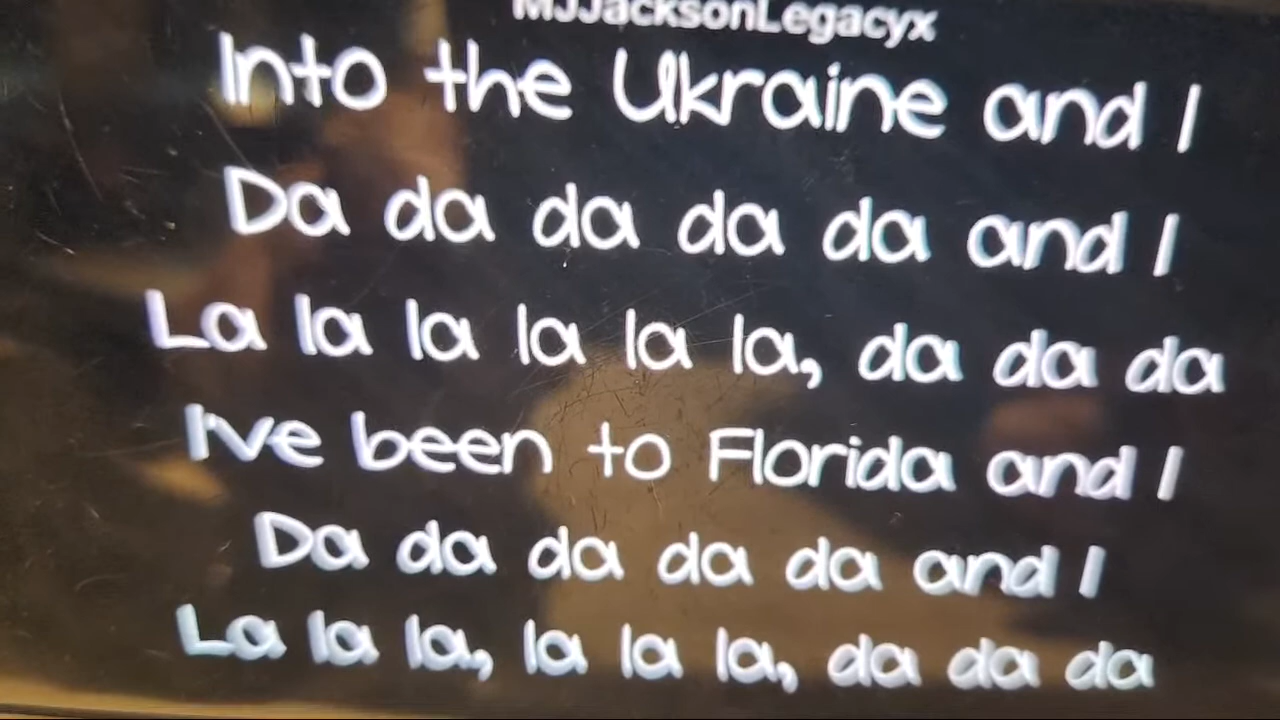 MJJacksonLegacyx
Into the Ukraine and I
Da da da da da and I
La la la la la la, da da da
I've been to Florida and I
Da da da da da and I
La la la, la la la, da da da